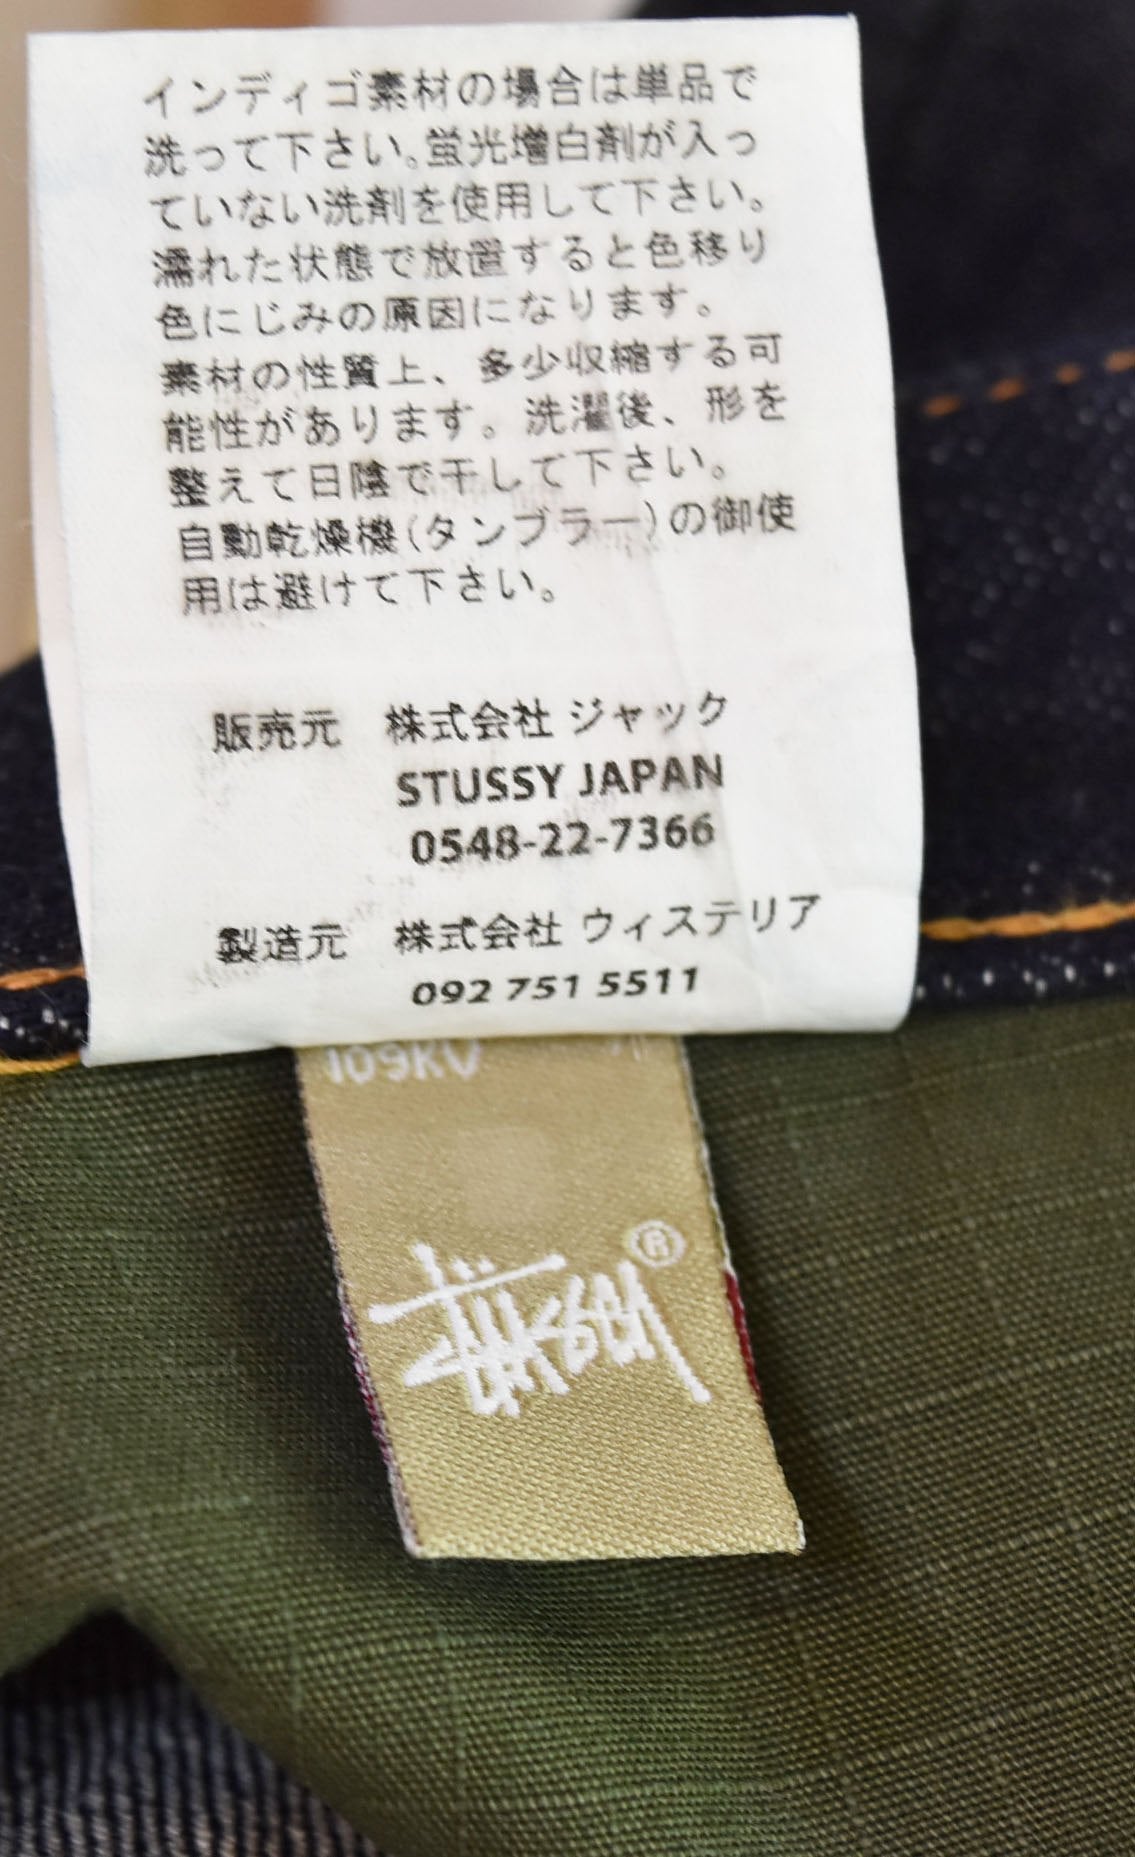 インディゴ素材の場合は単品で
洗って下さい。蛍光増白剤が入っ
ていない洗剤を使用して下さい。
濡れた状態で放置すると色移り
色にじみの原因になります。
素材の性質上、多少収縮する可
能性があります。洗濯後、形を
整えて日陰で干して下さい。
自動乾燥機(タンブラー)の御使
用は避けて下さい。
販売元 株式会社 ジャック
STUSSY JAPAN
0548-22-7366
製造元 株式会社 ウィステリア
092 751 5511
109KV
Stüssy ®